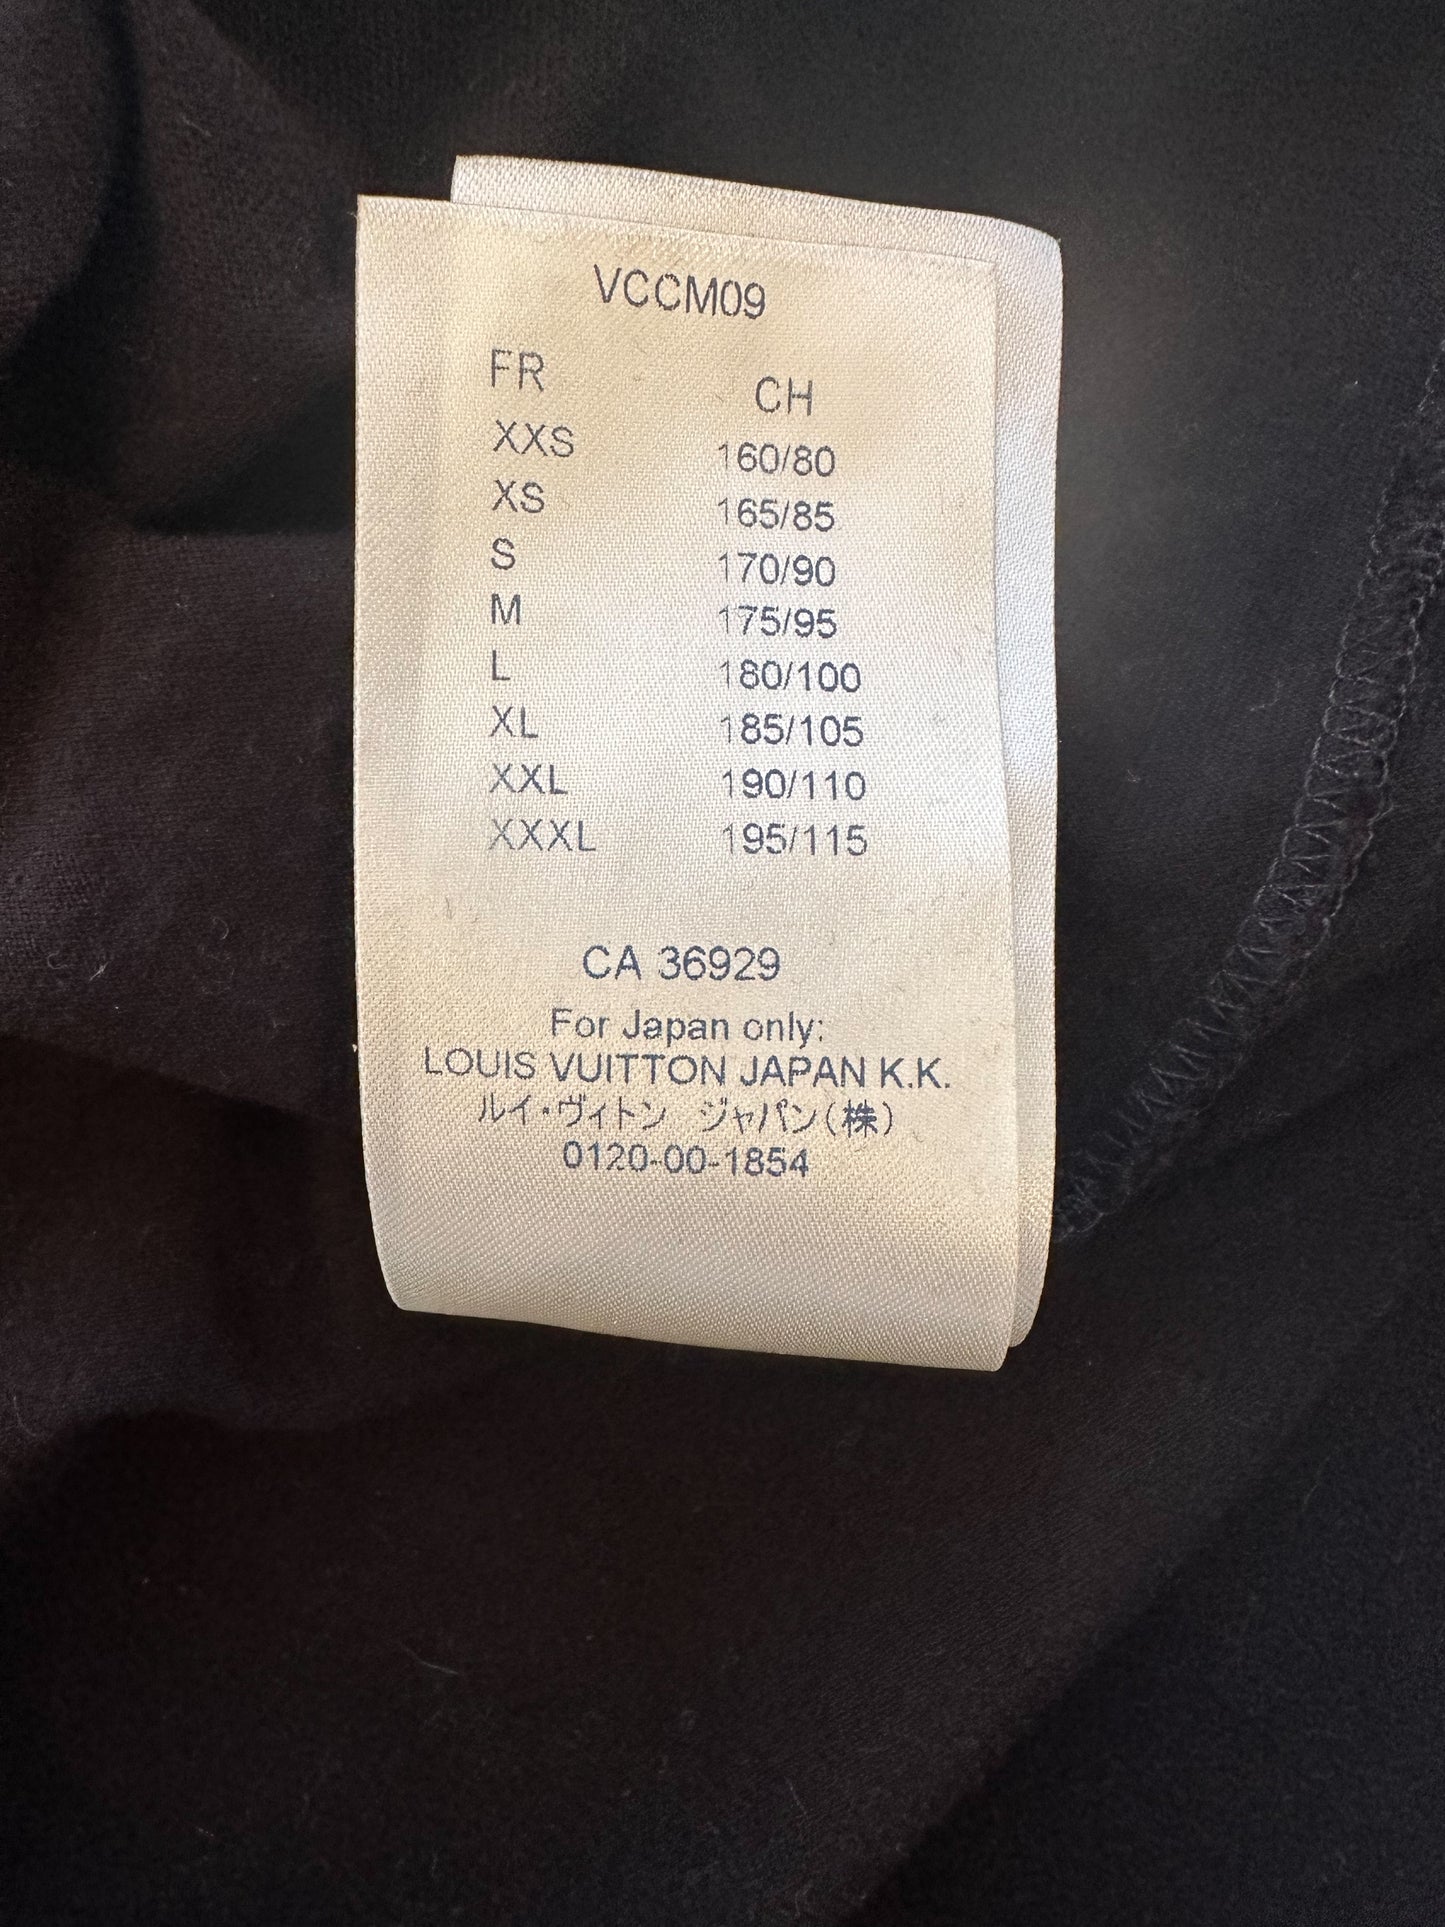 VCCM09
FR CH
XXS 160/80
XS 165/85
S 170/90
M 175/95
L 180/100
XL 185/105
XXL 190/110
XXXL 195/115
CA 36929
For Japan only:
LOUIS VUITTON JAPAN K.K.
ルイ・ヴィトン ジャパン(株)
0120-00-1854